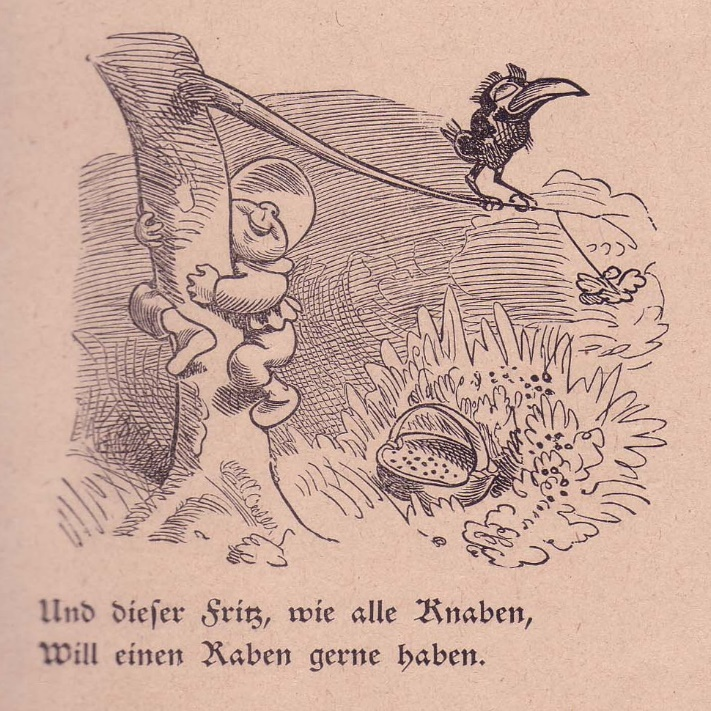 Und dieſer Fritz, wie alle Knaben,
Will einen Raben gerne haben.